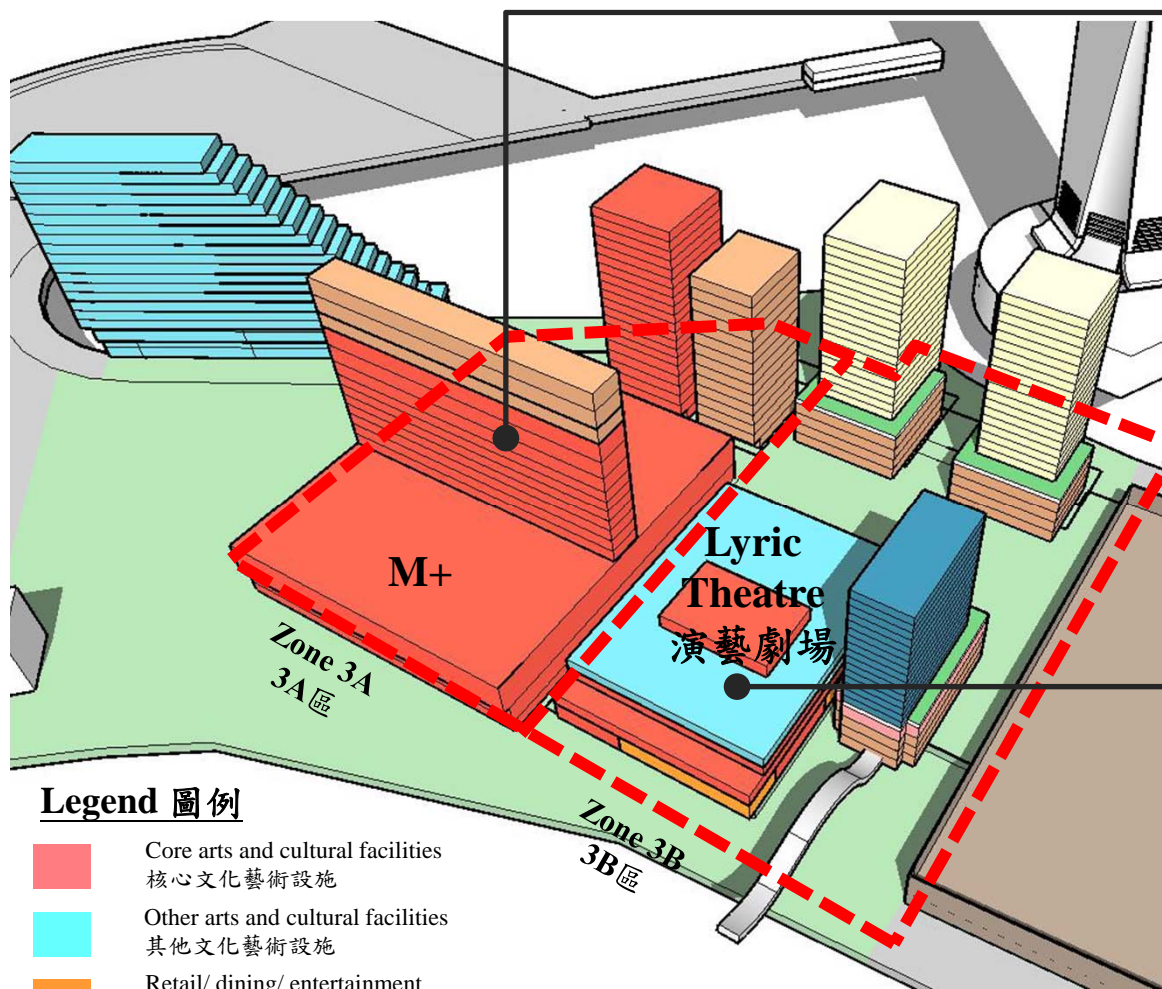 M+
Lyric
Theatre
演藝劇場
Zone 3A
3A區
Zone 3B
3B區
Legend 圖例
Core arts and cultural facilities
核心文化藝術設施
Other arts and cultural facilities
其他文化藝術設施
Retail/ dining/ entertainment